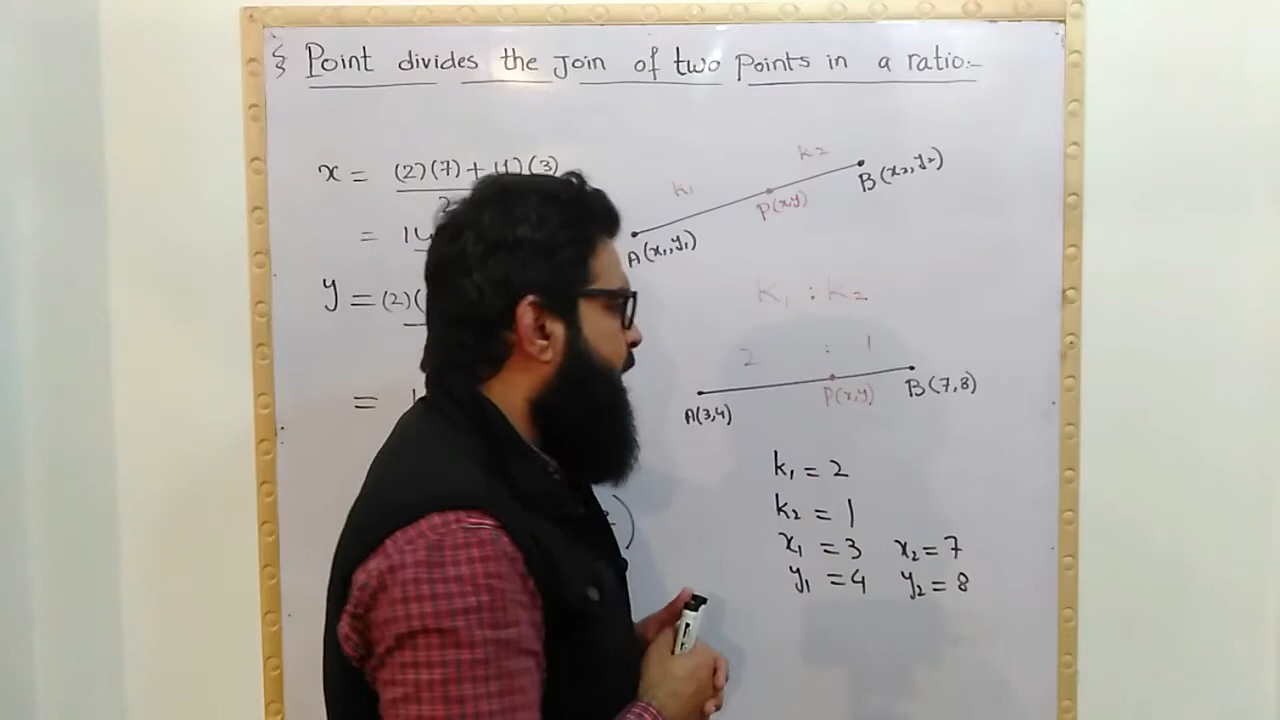 § Point divides the Join of two Points in a ratio:-
x = (2)(7) + (1)(3)
2
= 14
y = (2)(
=
k₁
k₂
P(x,y)
A(x₁,y₁)
B(x₂,y₂)
K₁ : K₂
2 : 1
A(3,4)
P(x,y)
B(7,8)
k₁ = 2
k₂ = 1
x₁ = 3 x₂ = 7
y₁ = 4 y₂ = 8